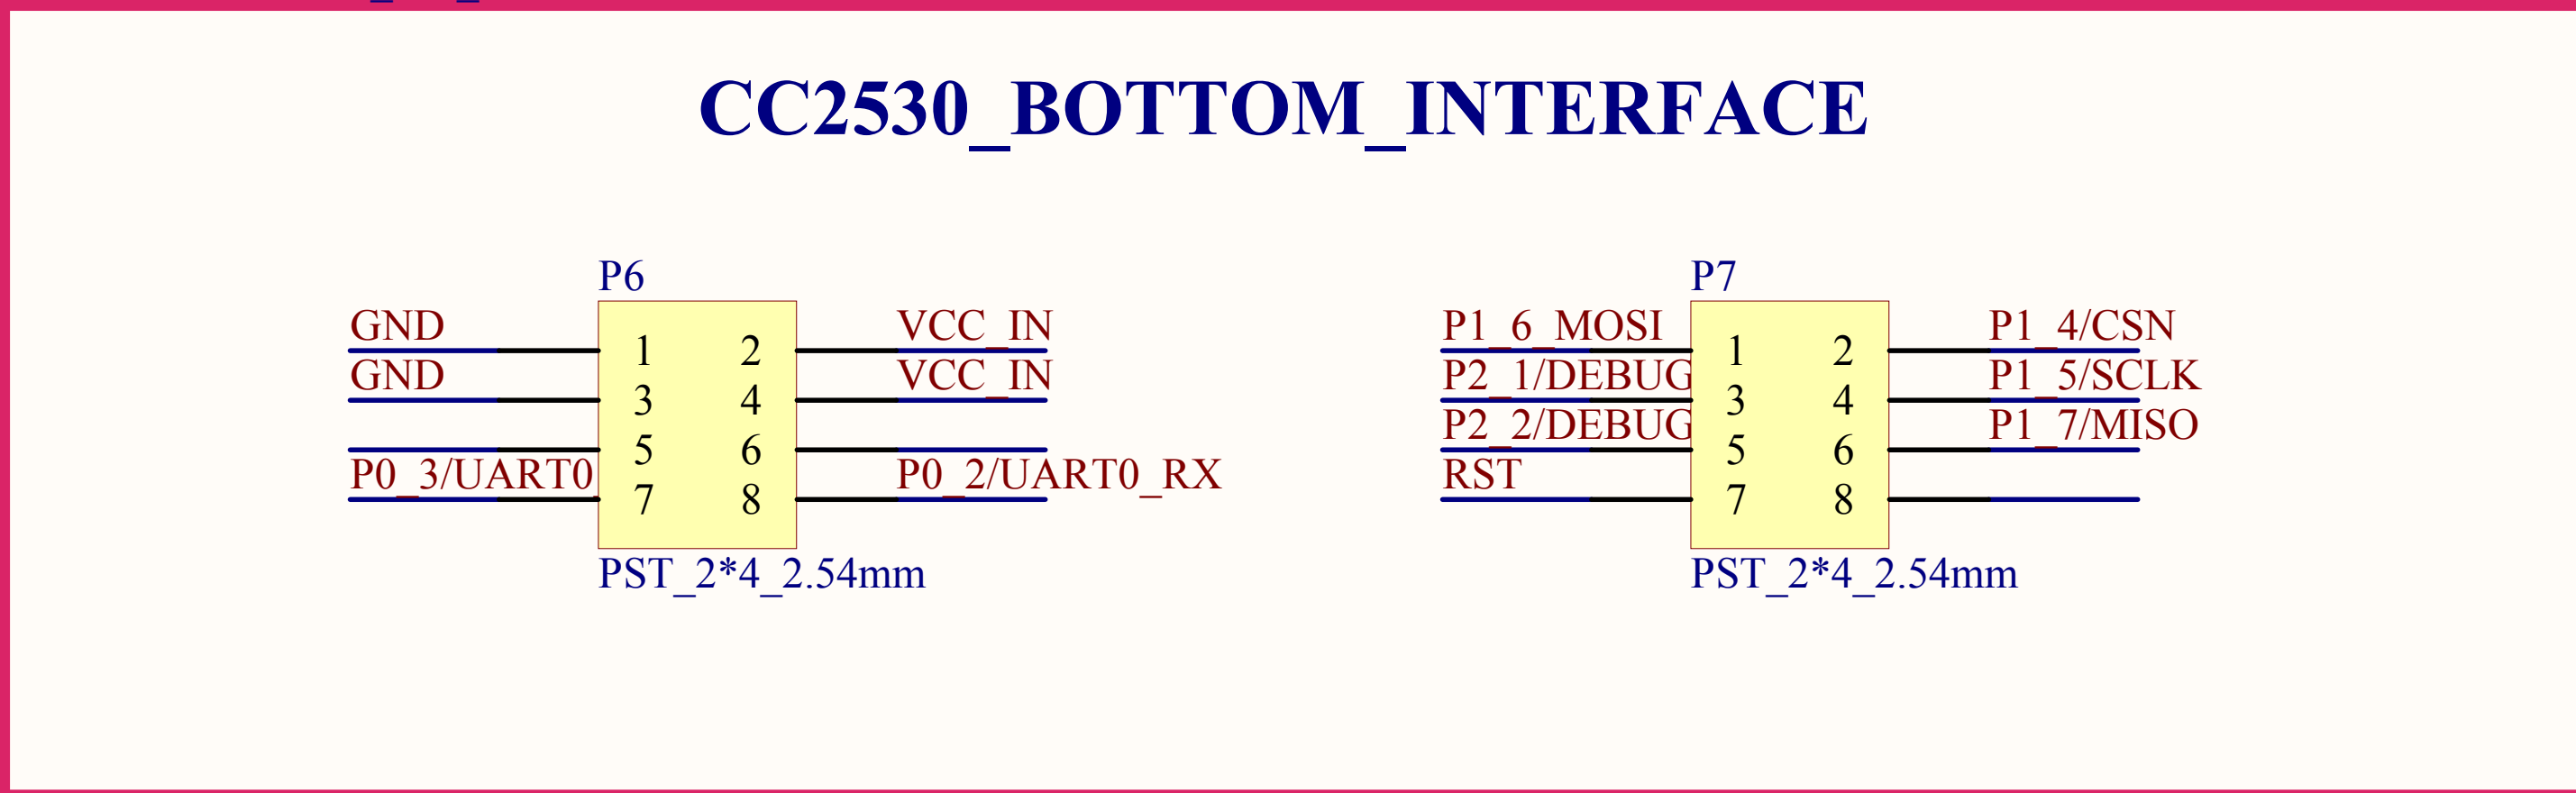 CC2530_BOTTOM_INTERFACE
P6
GND 1 2 VCC_IN
GND 3 4 VCC_IN
5 6
P0_3/UART0_ 7 8 P0_2/UART0_RX
PST_2*4_2.54mm
P7
P1_6_MOSI 1 2 P1_4/CSN
P2_1/DEBUG 3 4 P1_5/SCLK
P2_2/DEBUG 5 6 P1_7/MISO
RST 7 8
PST_2*4_2.54mm